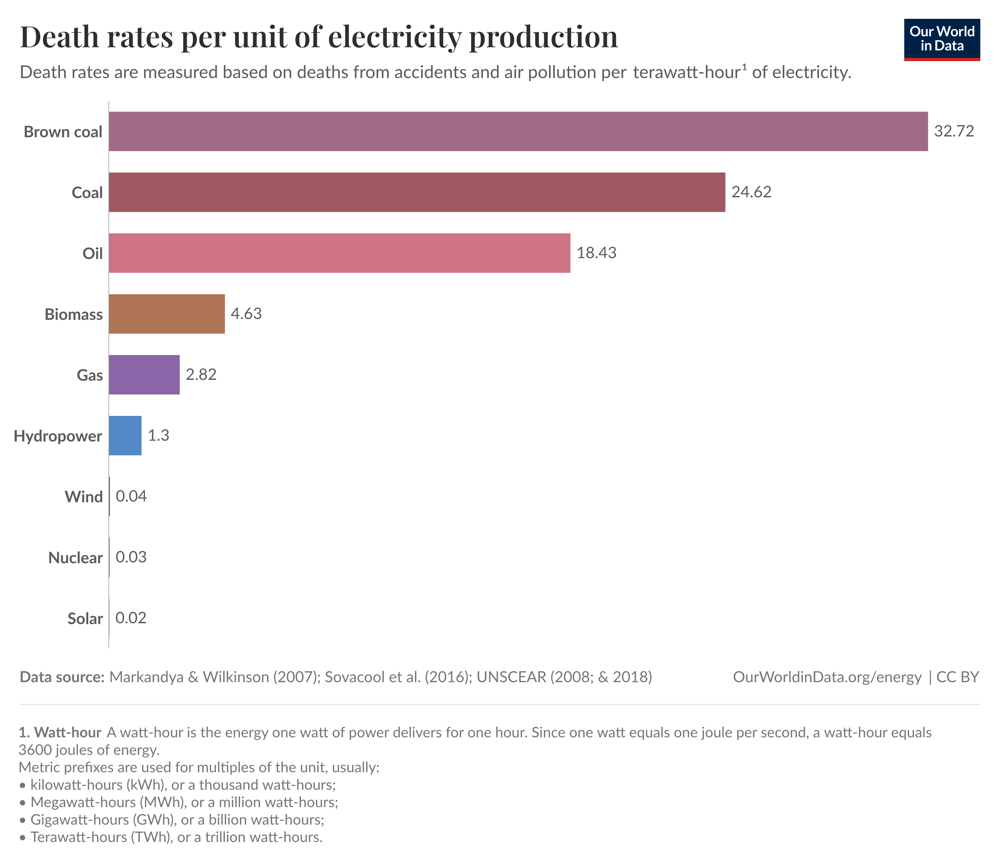 Death rates per unit of electricity production
Our World
in Data
Death rates are measured based on deaths from accidents and air pollution per terawatt-hour¹ of electricity.
Brown coal 32.72
Coal 24.62
Oil 18.43
Biomass 4.63
Gas 2.82
Hydropower 1.3
Wind 0.04
Nuclear 0.03
Solar 0.02
Data source: Markandya & Wilkinson (2007); Sovacool et al. (2016); UNSCEAR (2008; & 2018)
OurWorldinData.org/energy | CC BY
1. Watt-hour A watt-hour is the energy one watt of power delivers for one hour. Since one watt equals one joule per second, a watt-hour equals
3600 joules of energy.
Metric prefixes are used for multiples of the unit, usually:
• kilowatt-hours (kWh), or a thousand watt-hours;
• Megawatt-hours (MWh), or a million watt-hours;
• Gigawatt-hours (GWh), or a billion watt-hours;
• Terawatt-hours (TWh), or a trillion watt-hours.